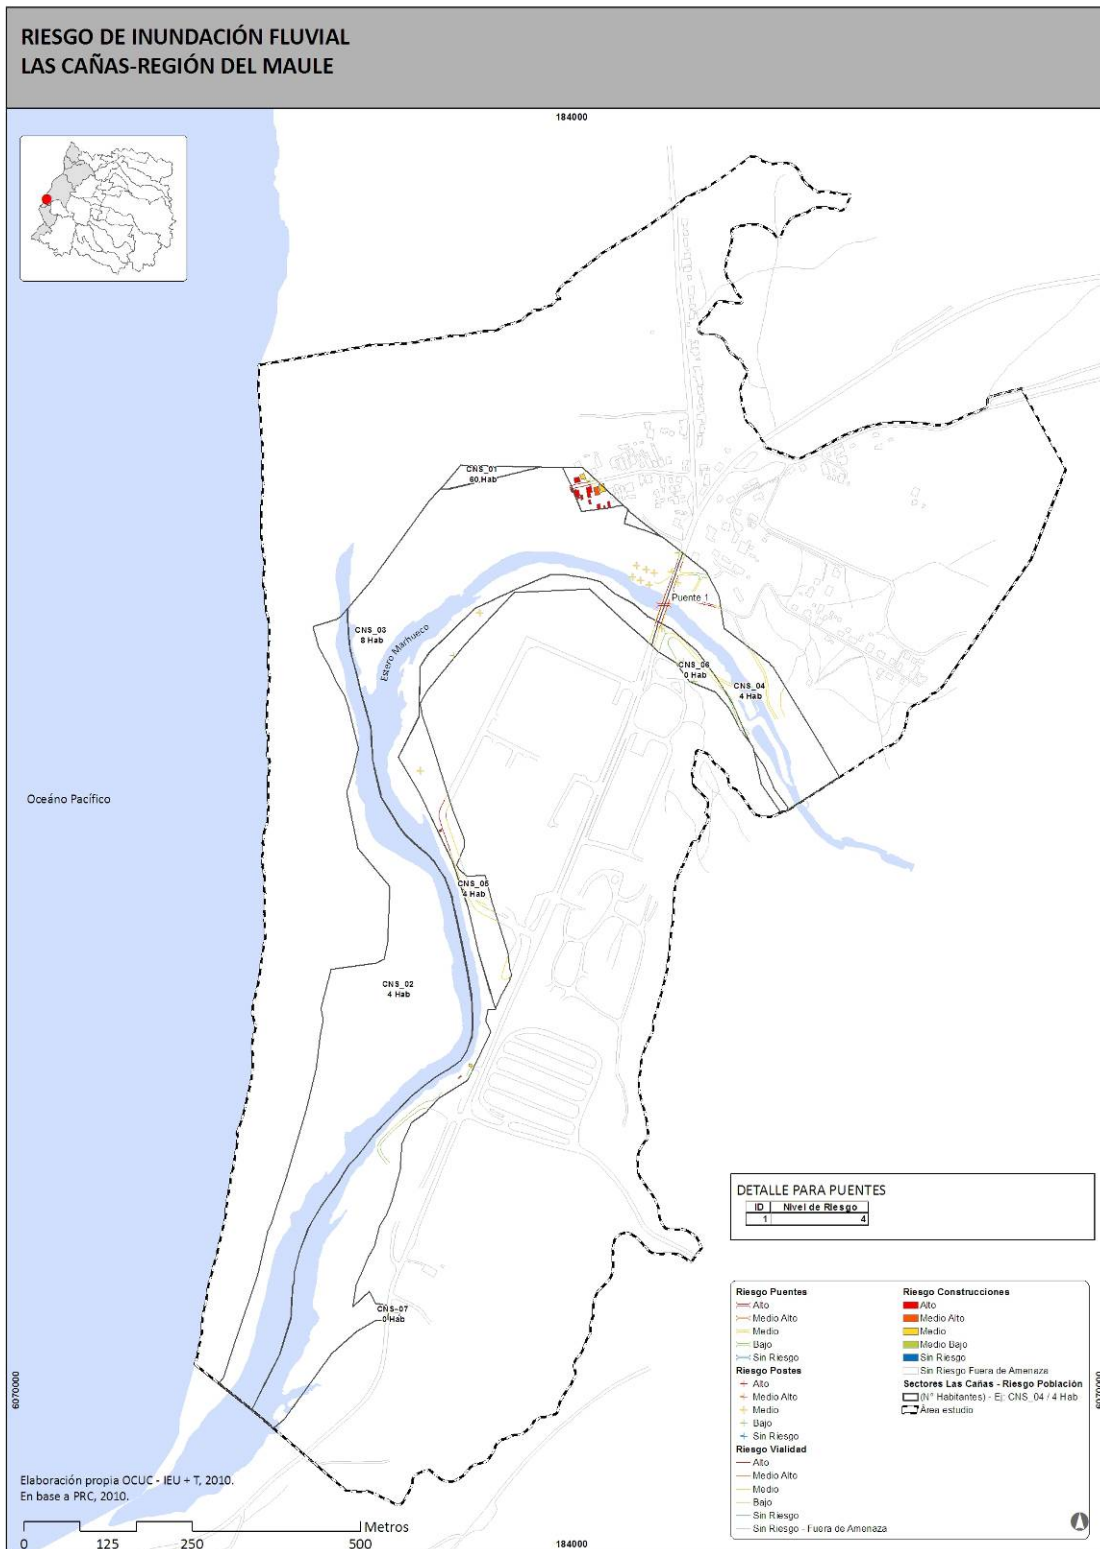 RIESGO DE INUNDACIÓN FLUVIAL
LAS CAÑAS-REGIÓN DEL MAULE
184000
CNS_01
60 Hab
Puente 1
CNS_03
8 Hab
Estero Marhueco
CNS_06
0 Hab
CNS_04
4 Hab
Oceáno Pacífico
CNS_05
4 Hab
CNS_02
4 Hab
CNS-07
0 Hab
DETALLE PARA PUENTES
ID Nivel de Riesgo
1 4
Riesgo Puentes
Alto
Medio Alto
Medio
Bajo
Sin Riesgo
Riesgo Postes
Alto
Medio Alto
Medio
Bajo
Sin Riesgo
Riesgo Vialidad
Alto
Medio Alto
Medio
Bajo
Sin Riesgo
Sin Riesgo - Fuera de Amenaza
Riesgo Construcciones
Alto
Medio Alto
Medio
Medio Bajo
Sin Riesgo
Sin Riesgo Fuera de Amenaza
Sectores Las Cañas - Riesgo Población
(N° Habitantes) - Ej: CNS_04 / 4 Hab
Área estudio
6070000
6070000
Elaboración propia OCUC - IEU + T, 2010.
En base a PRC, 2010.
Metros
0 125 250 500
184000